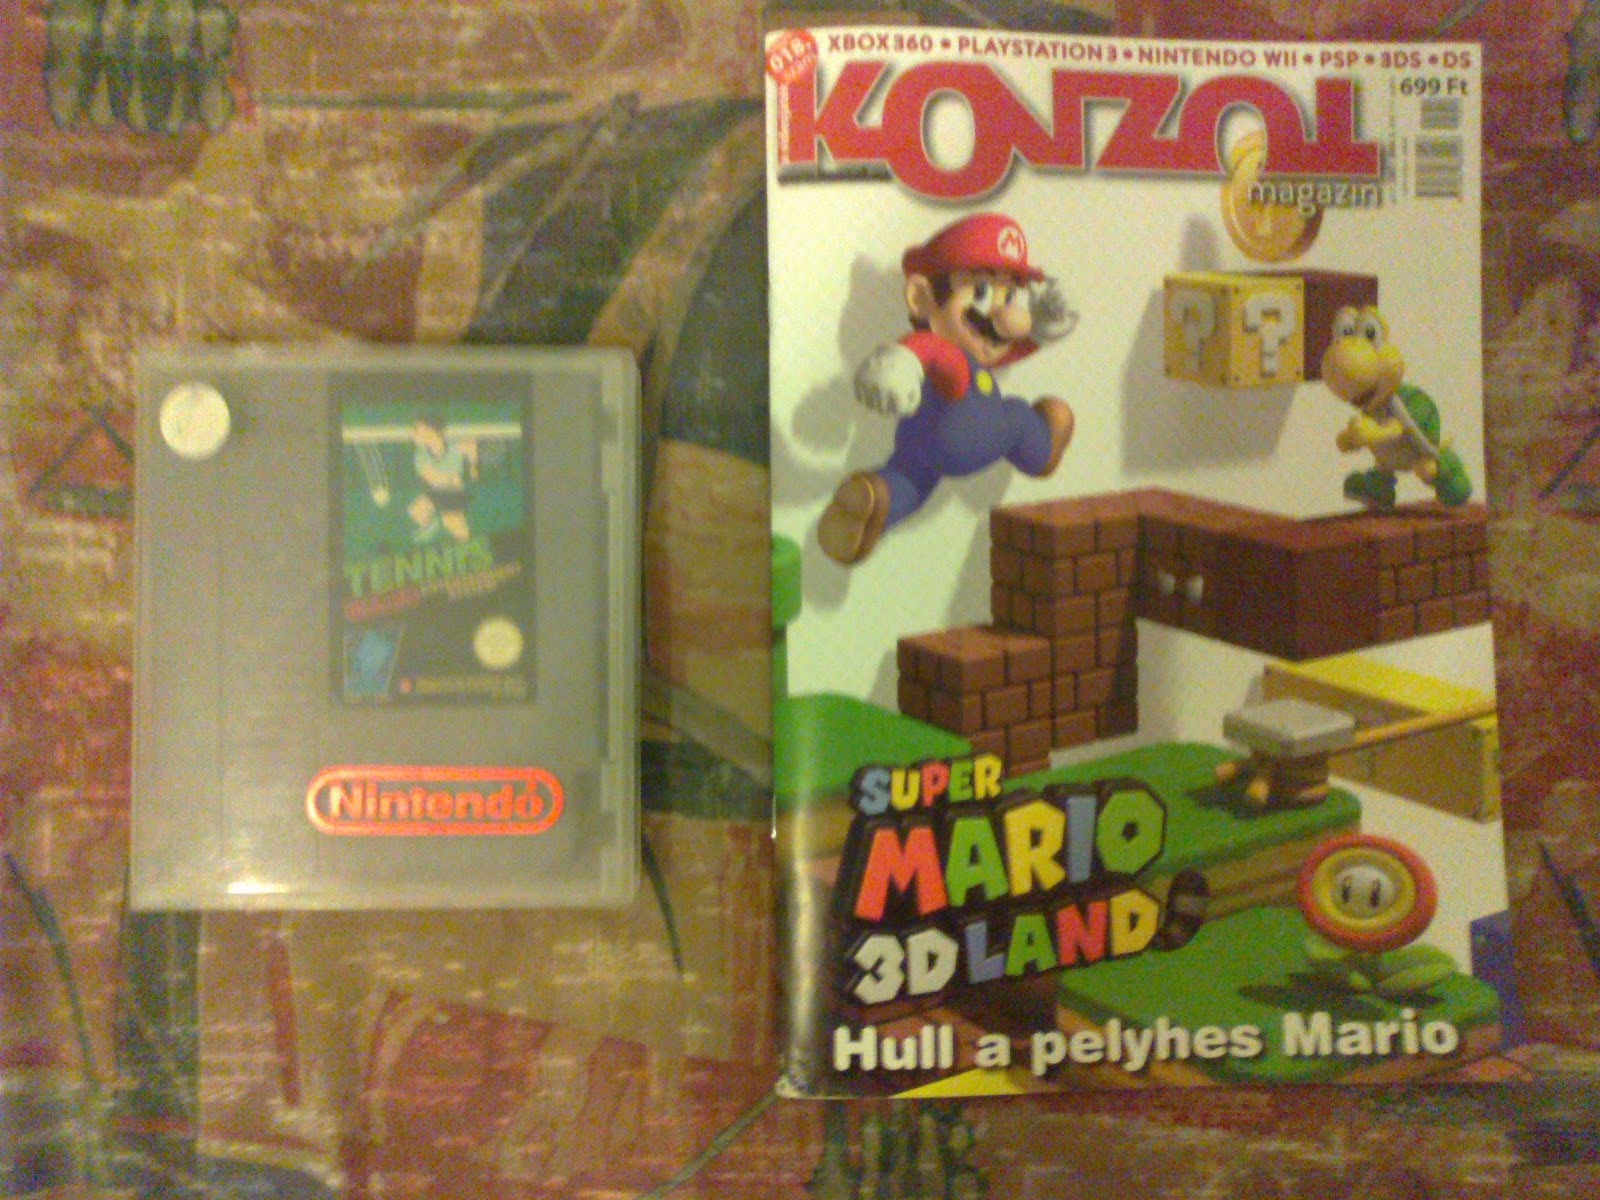 TENNIS
Nintendo
018.
XBOX 360 • PLAYSTATION 3 • NINTENDO WII • PSP • 3DS • DS
KONZOL
699 Ft
magazin
M
? ?
SUPER
MARIO
3D LAND
Hull a pelyhes Mario